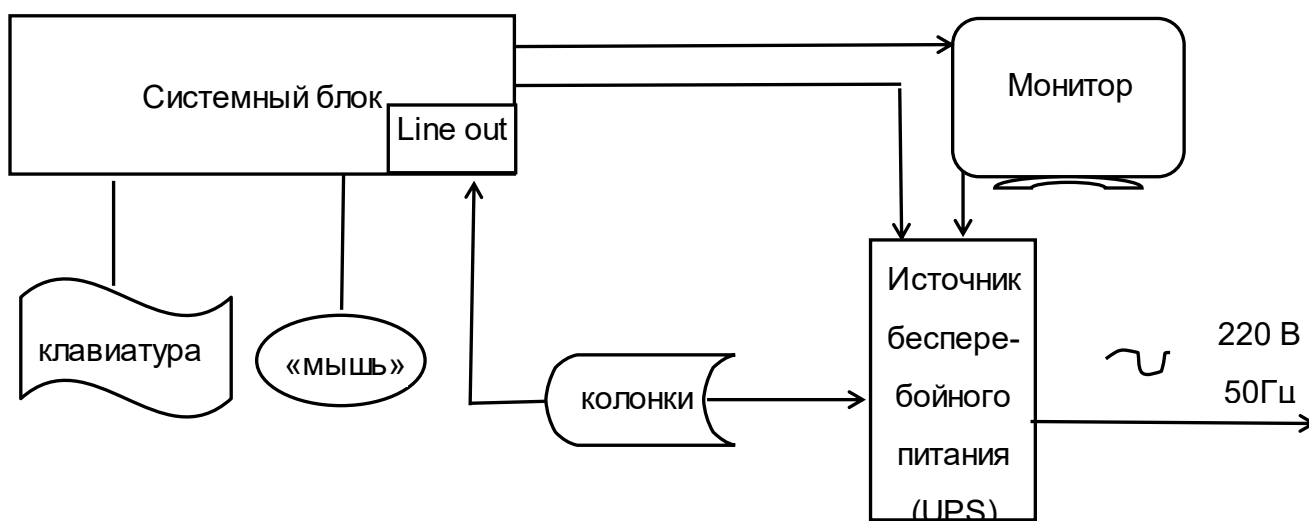 Системный блок
Line out
Монитор
клавиатура
«мышь»
колонки
Источник
беспере-
бойного
питания
(UPS)
220 В
50Гц